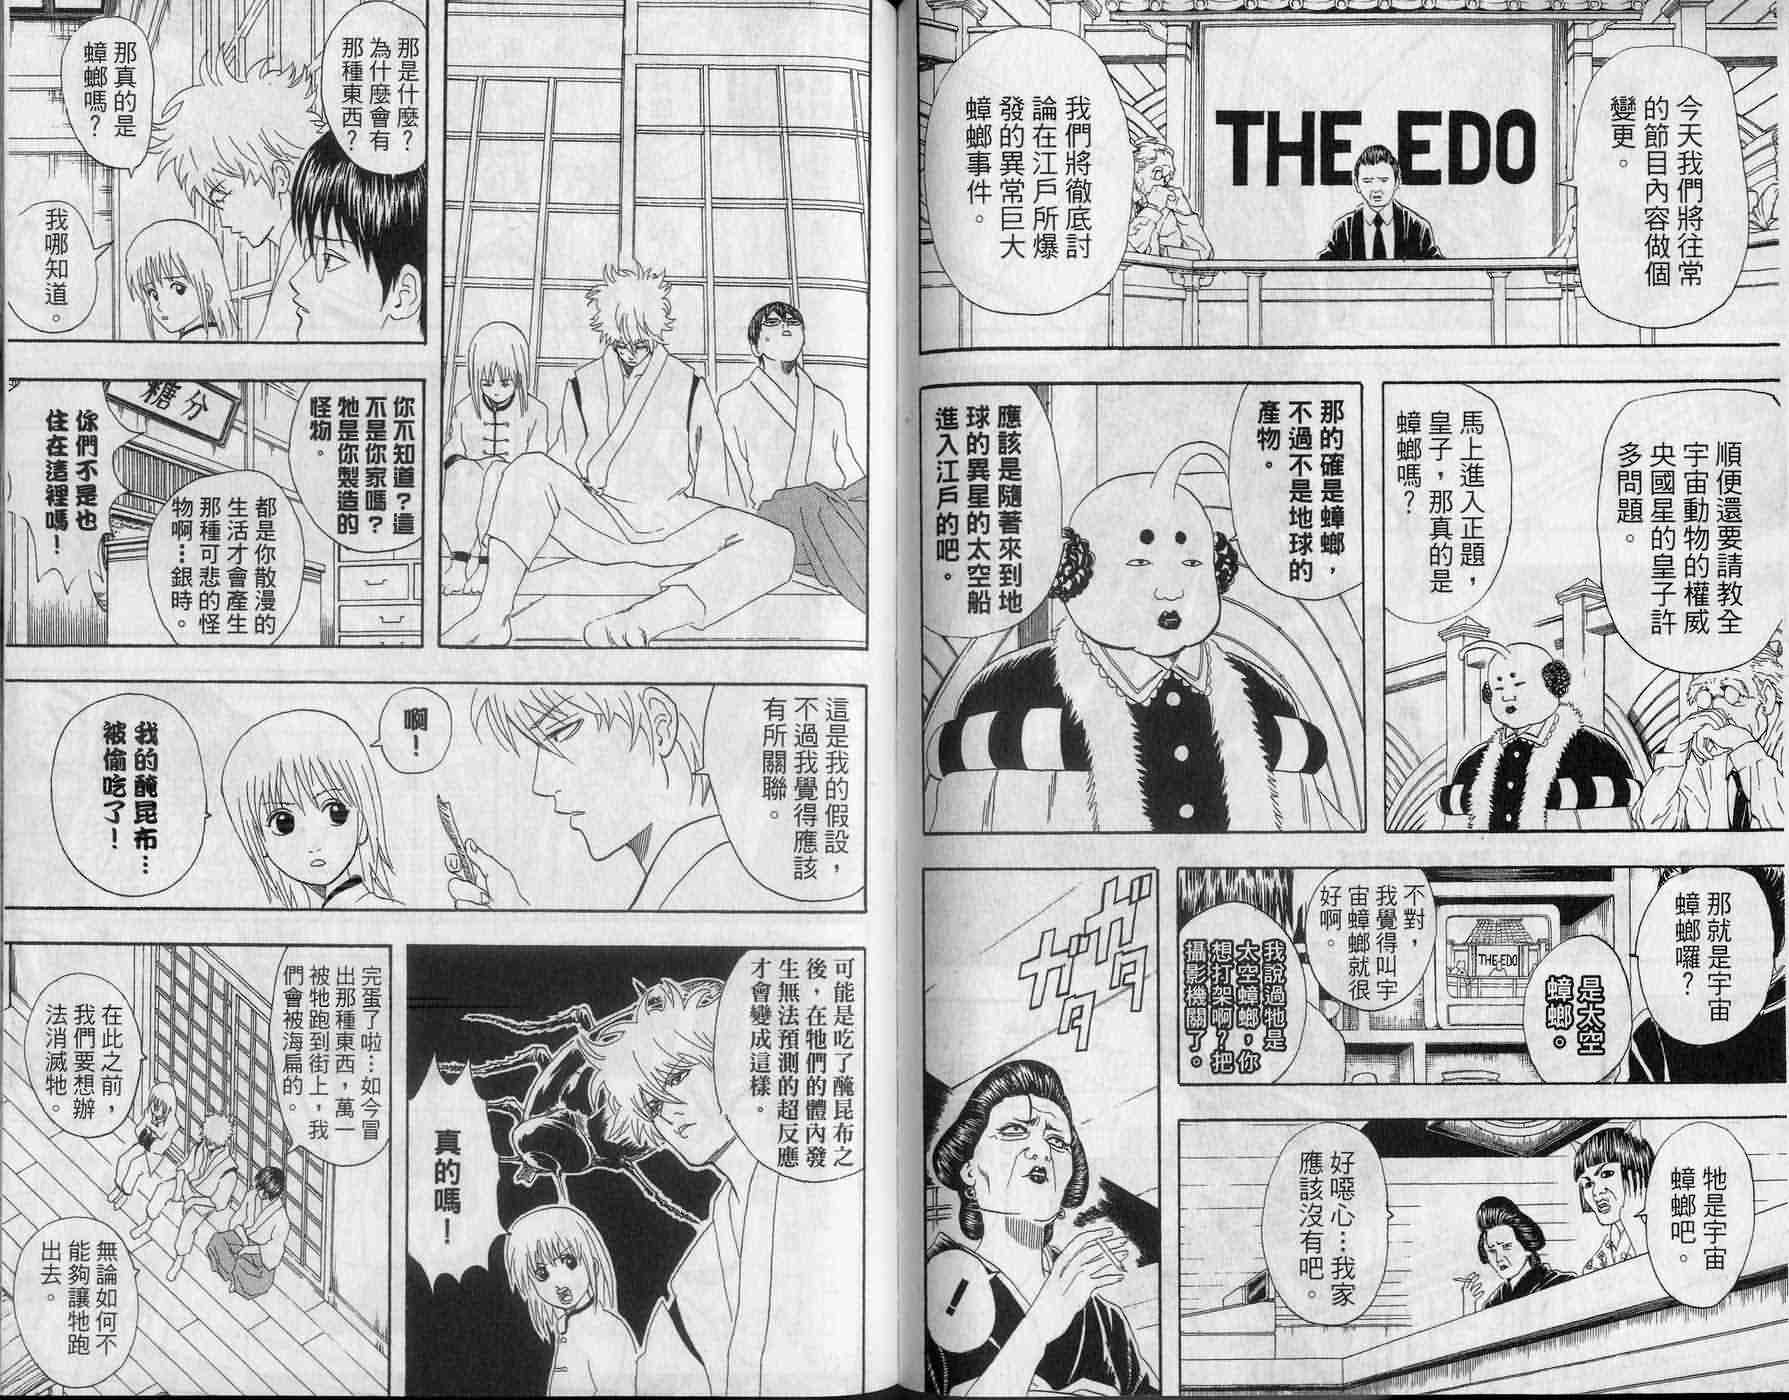 今天我們將往常
的節目內容做個
變更。
THE EDO
我們將徹底討
論在江戶所爆
發的異常巨大
蟑螂事件。
順便還要請教全
宇宙動物的權威
央國星的皇子許
多問題。
馬上進入正題，
皇子，那真的是
蟑螂嗎？
那的確是蟑螂，
不過不是地球的
產物。
應該是隨著來到地
球的異星的太空船
進入江戶的吧。
那就是宇宙
蟑螂囉？
是太空
蟑螂。
THE EDO
不對，
我覺得叫宇
宙蟑螂就很
好啊。
我說過牠是
太空蟑螂，你
想打架啊？把
攝影機關了。
牠是宇宙
蟑螂吧。
好噁心…我家
應該沒有吧。
ガタ
ガタ
！
那是什麼？
為什麼會有
那種東西？
那真的是
蟑螂嗎？
我哪知道。
你不知道？這
不是你家嗎？
牠是你製造的
怪物。
糖分
都是你散漫的
生活才會產生
那種可悲的怪
物啊…銀時。
你們不是也
住在這裡嗎！
這是我的假設，
不過我覺得應該
有所關聯。
啊！
我的醃昆布…
被偷吃了！
可能是吃了醃昆布之
後，在牠們的體內發
生無法預測的超反應
才會變成這樣。
真的嗎！
完蛋了啦…如今冒
出那種東西，萬一
被牠跑到街上，我
們會被海扁的。
在此之前，
我們要想辦
法消滅牠。
無論如何不
能夠讓牠跑
出去。